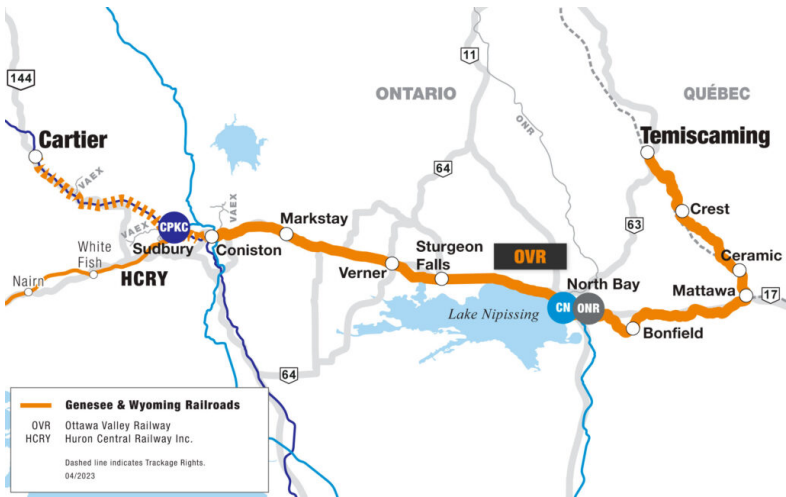 144
11
ONTARIO
QUÉBEC
Cartier
ONR
Temiscaming
64
VAEX
VAEX
Crest
CPKC
Markstay
63
VAEX
White
Fish
Sudbury
Coniston
Sturgeon
Falls
OVR
Ceramic
HCRY
Verner
North Bay
Nairn
Mattawa
17
Lake Nipissing
CN
ONR
Bonfield
64
Genesee & Wyoming Railroads
OVR Ottawa Valley Railway
HCRY Huron Central Railway Inc.
Dashed line indicates Trackage Rights.
04/2023